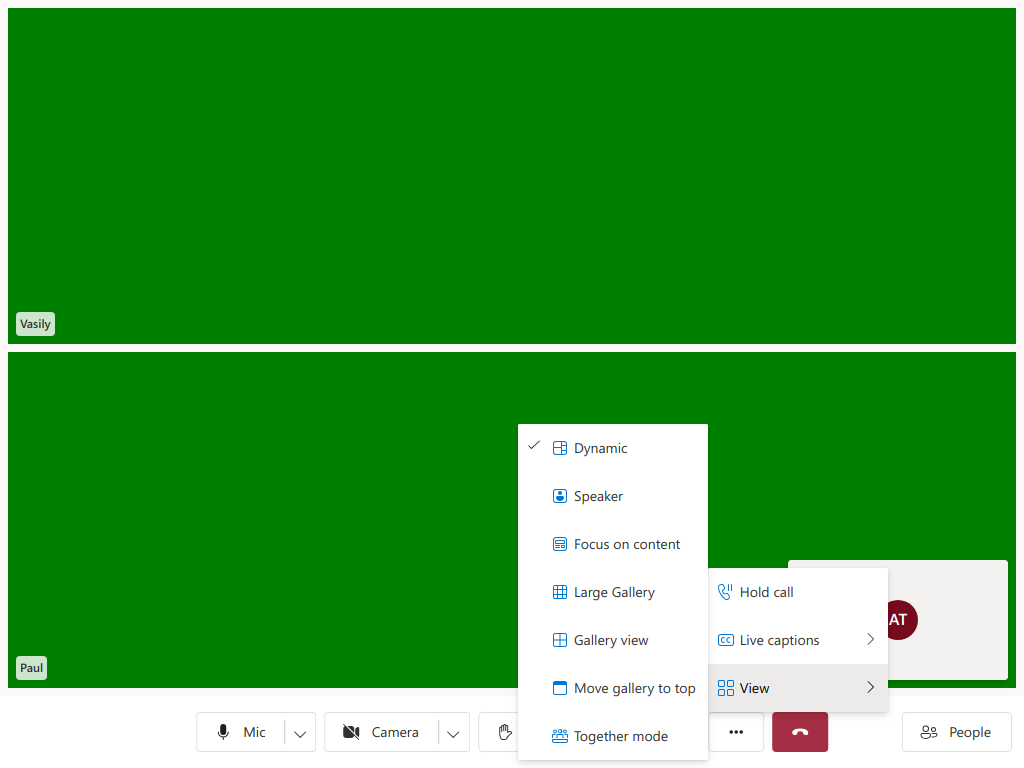 Vasily
Dynamic
Speaker
Focus on content
Large Gallery
Gallery view
Move gallery to top
Together mode
Hold call
CC Live captions
View
AT
Paul
Mic
Camera
People